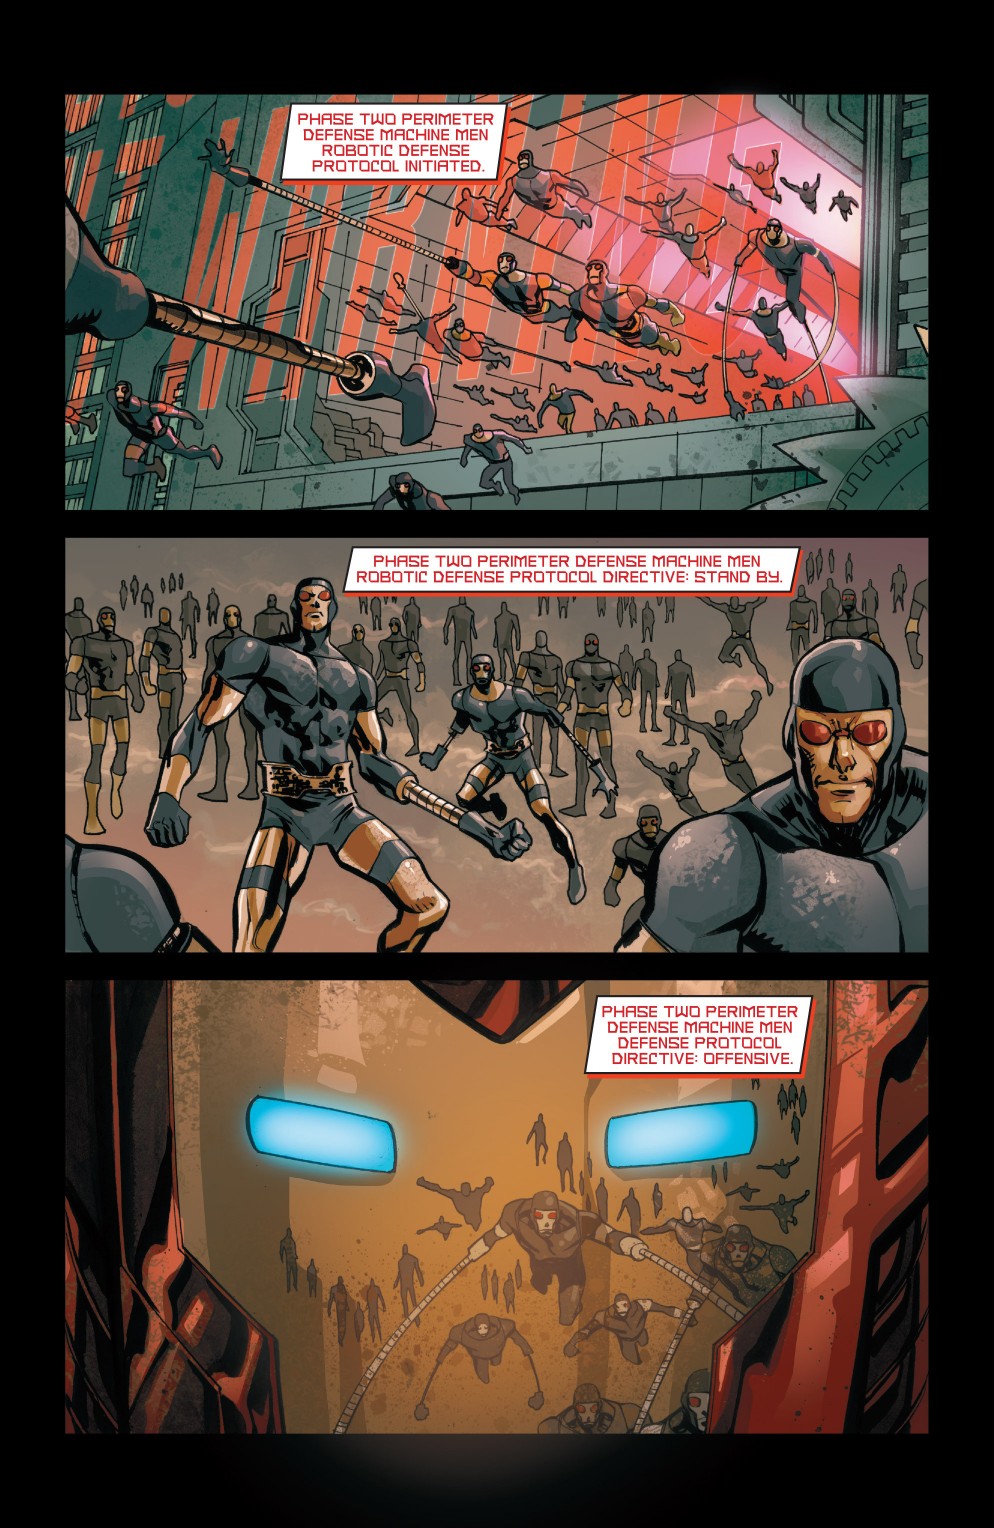 PHASE TWO PERIMETER
DEFENSE MACHINE MEN
ROBOTIC DEFENSE
PROTOCOL INITIATED.
PHASE TWO PERIMETER DEFENSE MACHINE MEN
ROBOTIC DEFENSE PROTOCOL DIRECTIVE: STAND BY.
PHASE TWO PERIMETER
DEFENSE MACHINE MEN
DEFENSE PROTOCOL
DIRECTIVE: OFFENSIVE.